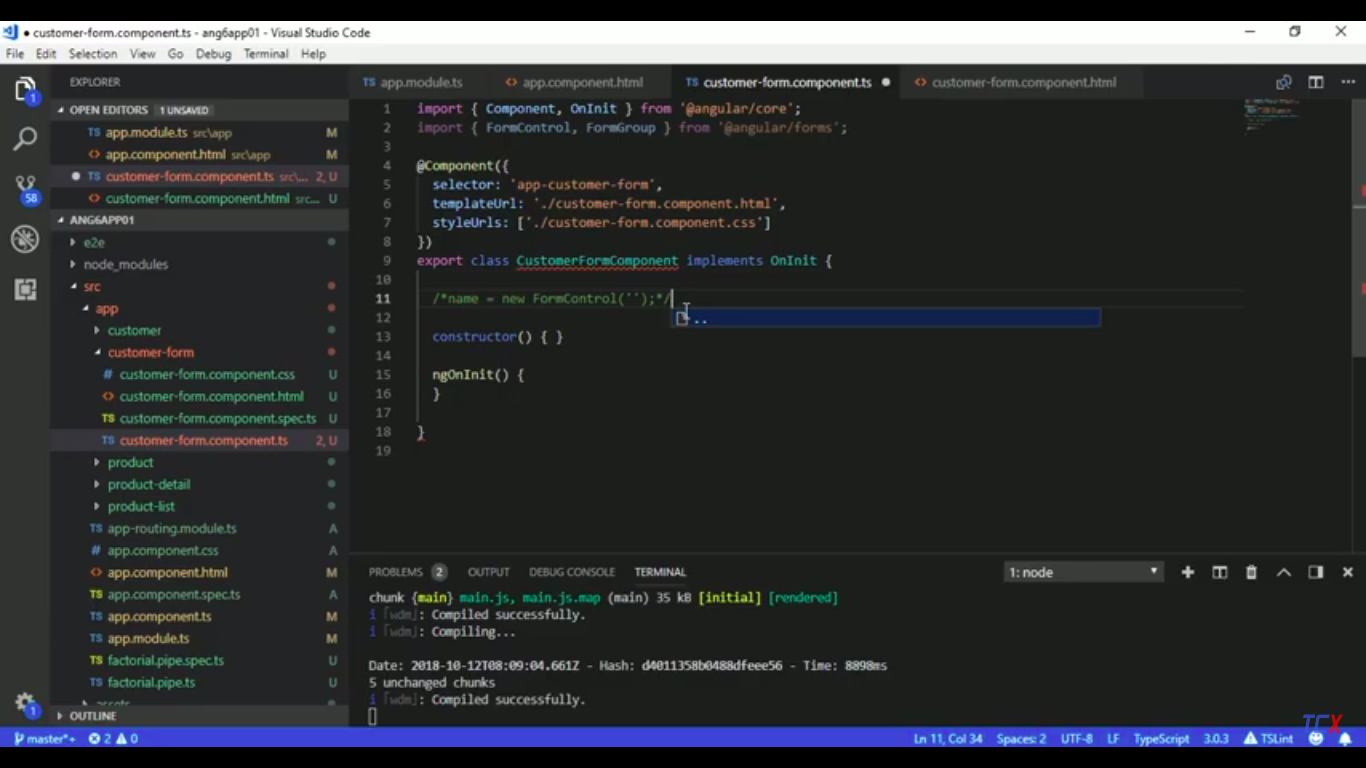 customer-form.component.ts - ang6app01 - Visual Studio Code
File Edit Selection View Go Debug Terminal Help
EXPLORER
OPEN EDITORS 1 UNSAVED
TS app.module.ts src\app M
<> app.component.html src\app M
TS customer-form.component.ts src\... 2, U
<> customer-form.component.html src... U
ANG6APP01
e2e
node_modules
src
app
customer
customer-form
# customer-form.component.css U
<> customer-form.component.html U
TS customer-form.component.spec.ts U
TS customer-form.component.ts 2, U
product
product-detail
product-list
TS app-routing.module.ts A
# app.component.css A
<> app.component.html M
TS app.component.spec.ts A
TS app.component.ts M
TS app.module.ts M
TS factorial.pipe.spec.ts U
TS factorial.pipe.ts U
assets
OUTLINE
1
58
1
TS app.module.ts <> app.component.html TS customer-form.component.ts <> customer-form.component.html
1 import { Component, OnInit } from '@angular/core';
2 import { FormControl, FormGroup } from '@angular/forms';
3
4 @Component({
5 selector: 'app-customer-form',
6 templateUrl: './customer-form.component.html',
7 styleUrls: ['./customer-form.component.css']
8 })
9 export class CustomerFormComponent implements OnInit {
10
11 /*name = new FormControl('');*/
12
..
13 constructor() { }
14
15 ngOnInit() {
16 }
17
18 }
19
PROBLEMS 2 OUTPUT DEBUG CONSOLE TERMINAL 1: node
chunk {main} main.js, main.js.map (main) 35 kB [initial] [rendered]
i ｢wdm｣: Compiled successfully.
i ｢wdm｣: Compiling...
Date: 2018-10-12T08:09:04.661Z - Hash: d4011358b0488dfeee56 - Time: 8898ms
5 unchanged chunks
i ｢wdm｣: Compiled successfully.
master*+ 2 0 Ln 11, Col 34 Spaces: 2 UTF-8 LF TypeScript 3.0.3 TSLint
TCX